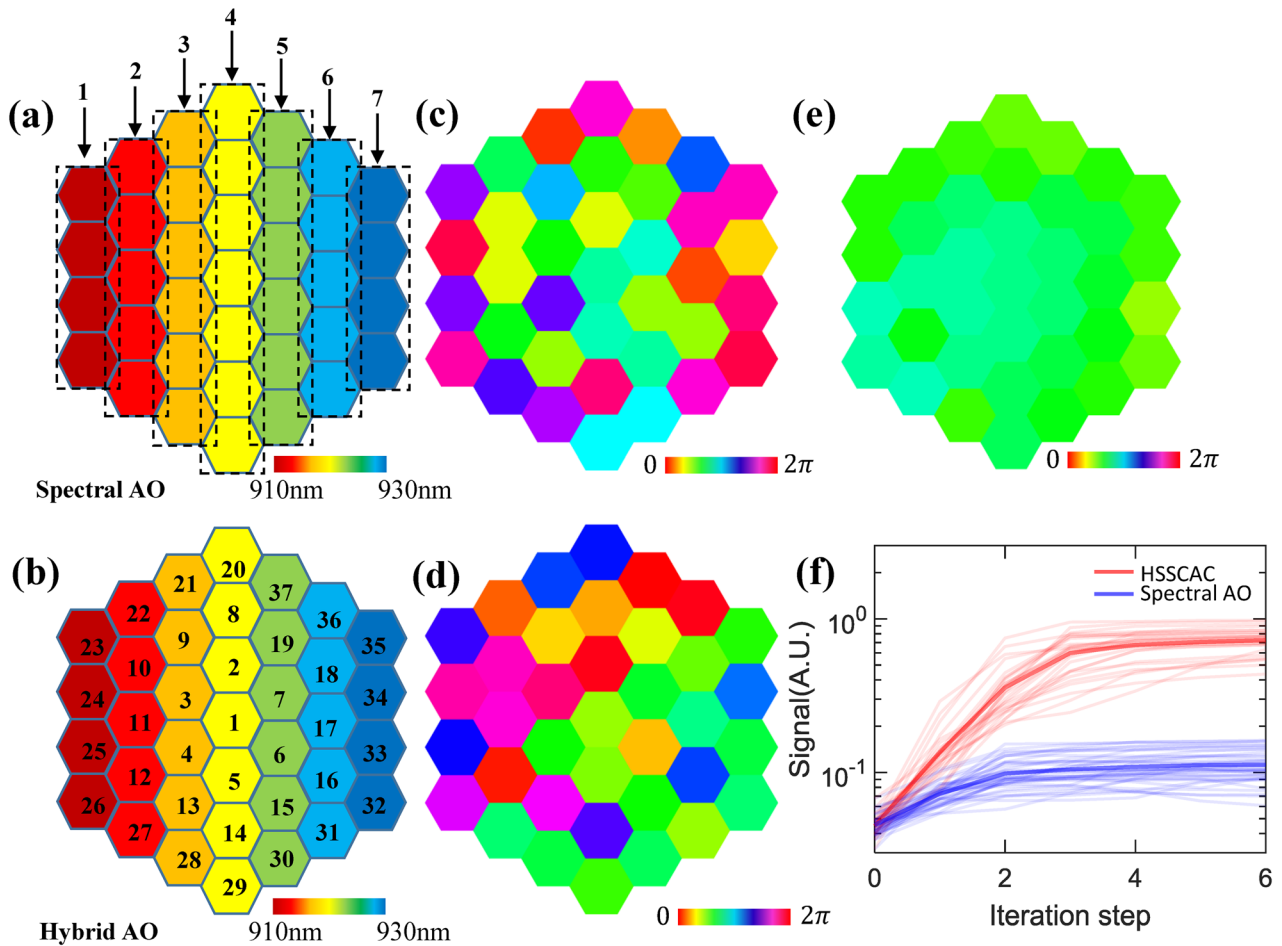 (a)
1
2
3
4
5
6
7
Spectral AO
910nm
930nm
(c)
0
2π
(e)
0
2π
(b)
20
21
37
22
8
36
23
9
19
35
10
2
18
24
3
7
34
11
1
17
25
4
6
33
12
5
16
26
13
15
32
27
14
31
28
30
29
Hybrid AO
910nm
930nm
(d)
0
2π
(f)
HSSCAC
Spectral AO
Signal(A.U.)
10⁰
10⁻¹
0
2
4
6
Iteration step